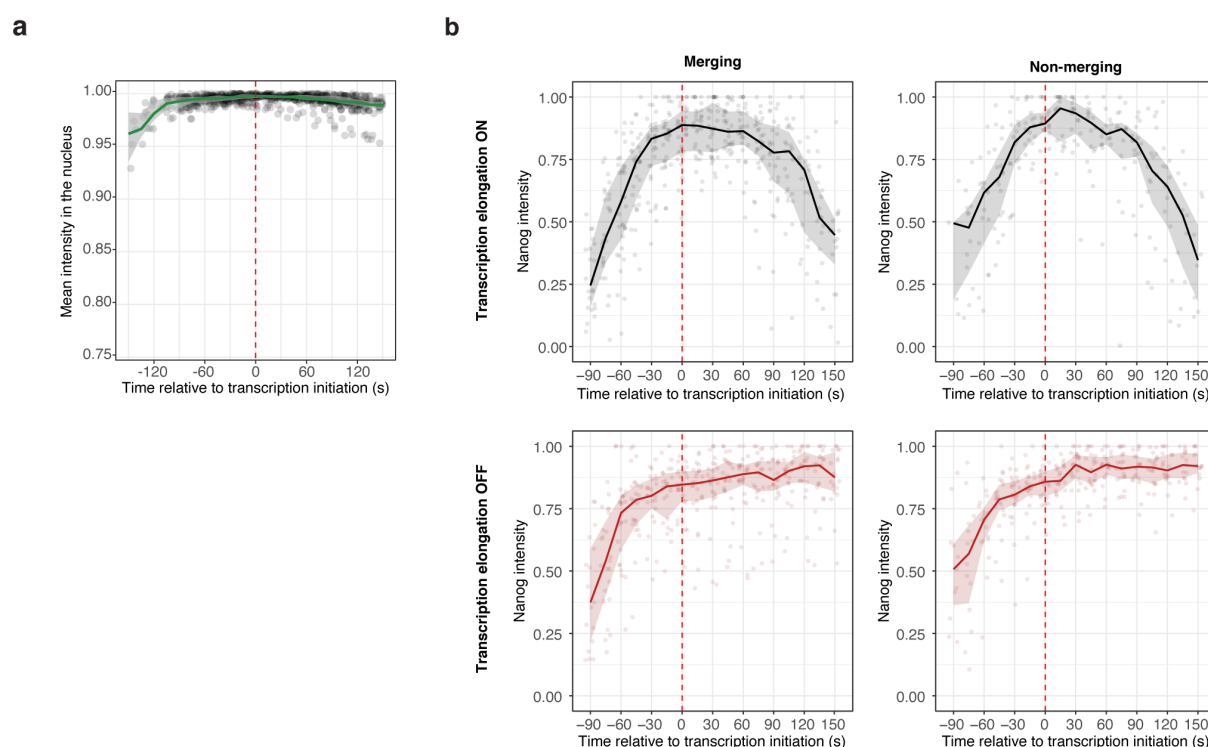 a
Mean intensity in the nucleus
1.00
0.95
0.90
0.85
0.80
0.75
-120 -60 0 60 120
Time relative to transcription initiation (s)
b
Merging
Non-merging
Transcription elongation ON
Nanog intensity
1.00
0.75
0.50
0.25
0.00
−90 −60 −30 0 30 60 90 120 150
Time relative to transcription initiation (s)
Nanog intensity
1.00
0.75
0.50
0.25
0.00
−90 −60 −30 0 30 60 90 120 150
Time relative to transcription initiation (s)
Transcription elongation OFF
Nanog intensity
1.00
0.75
0.50
0.25
0.00
−90 −60 −30 0 30 60 90 120 150
Time relative to transcription initiation (s)
Nanog intensity
1.00
0.75
0.50
0.25
0.00
−90 −60 −30 0 30 60 90 120 150
Time relative to transcription initiation (s)